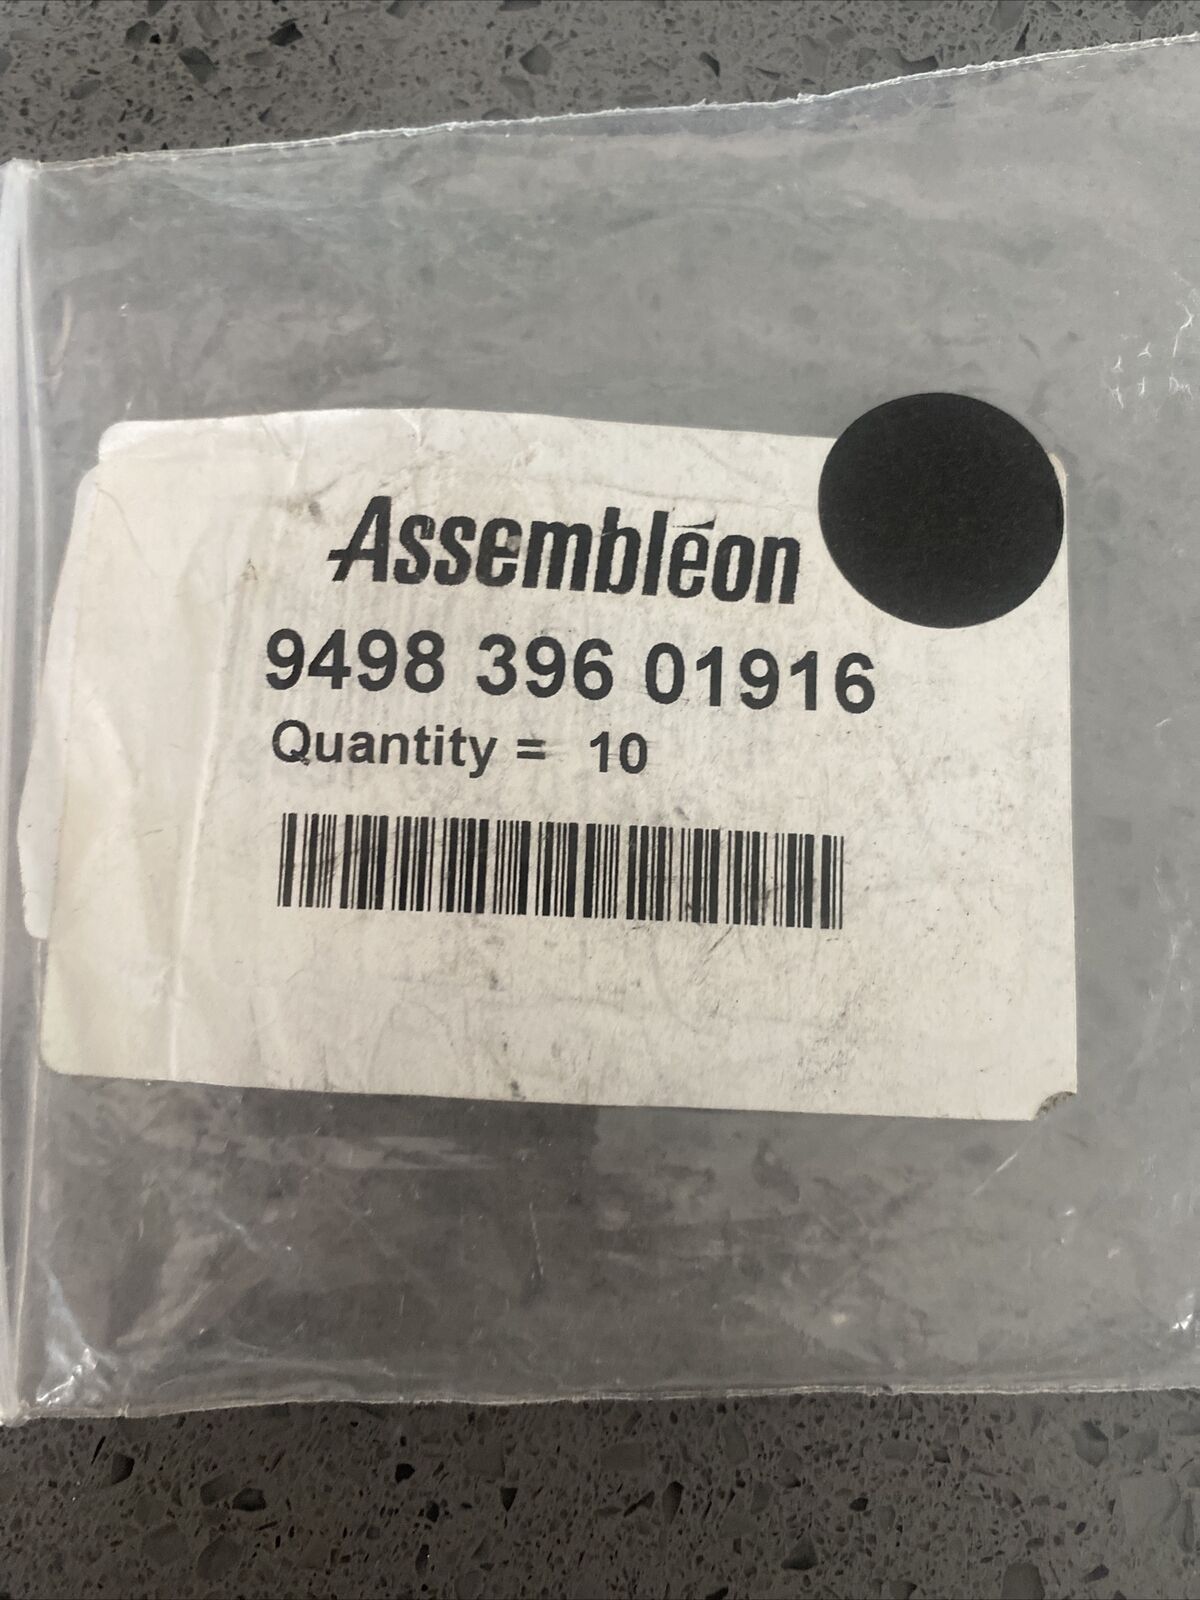 Assembléon
9498 396 01916
Quantity = 10